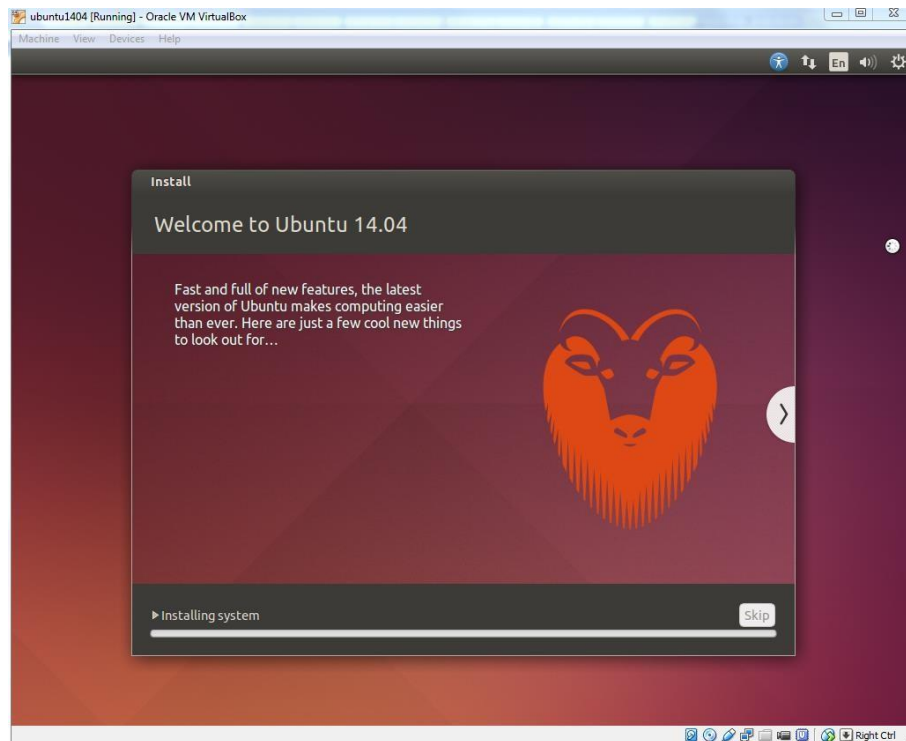 ubuntu1404 [Running] - Oracle VM VirtualBox
Machine View Devices Help
En
Install
Welcome to Ubuntu 14.04
Fast and full of new features, the latest
version of Ubuntu makes computing easier
than ever. Here are just a few cool new things
to look out for…
Installing system
Skip
Right Ctrl